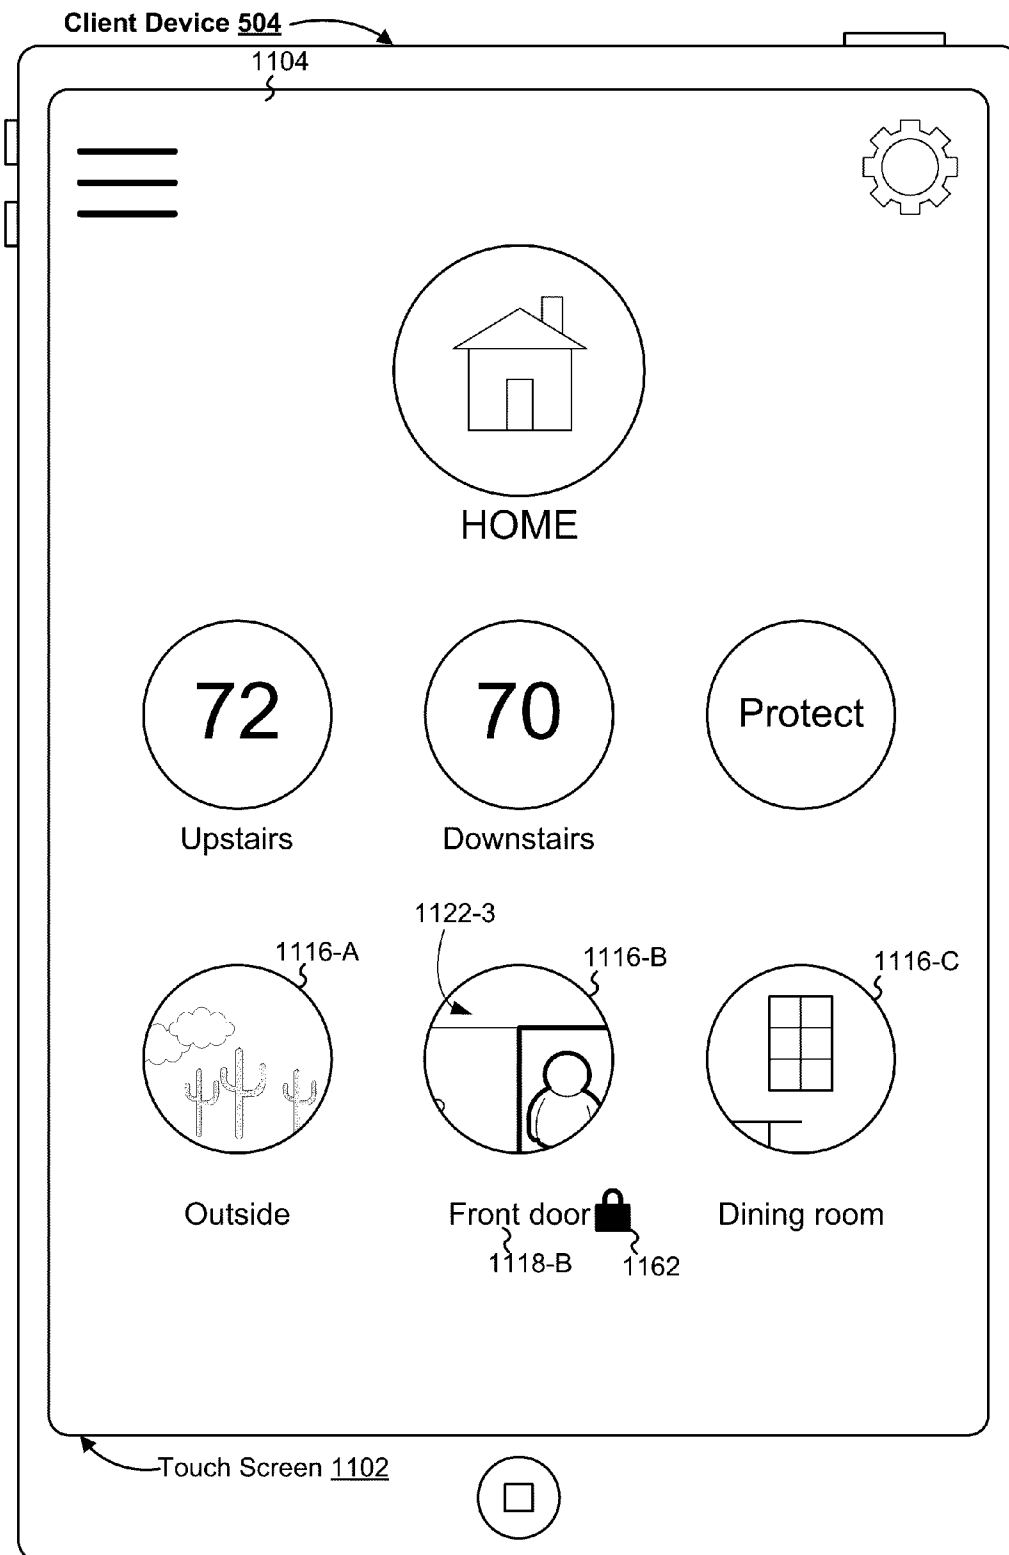 Client Device 504
1104
HOME
72
70
Protect
Upstairs
Downstairs
1122-3
1116-A
1116-B
1116-C
Outside
Front door
Dining room
1118-B
1162
Touch Screen 1102